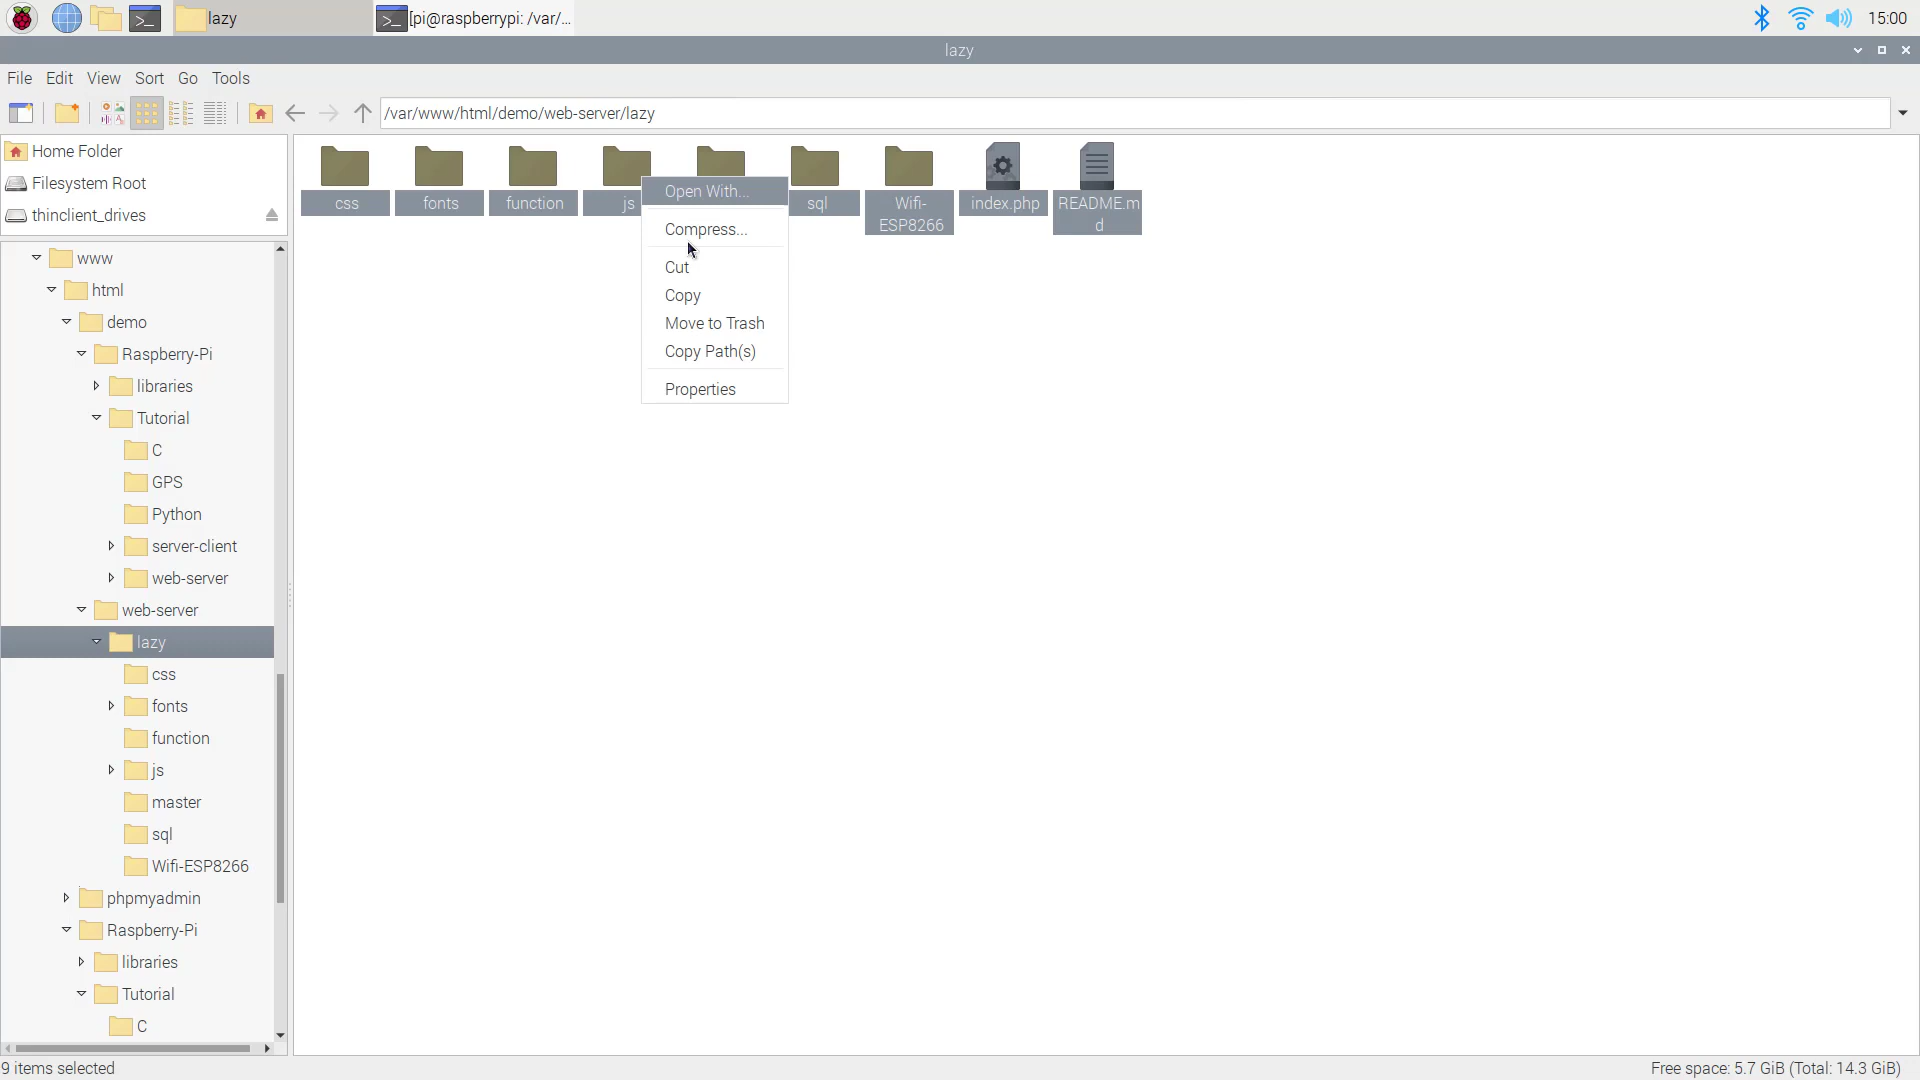 lazy
[pi@raspberrypi: /var/...
15:00
lazy
File Edit View Sort Go Tools
/var/www/html/demo/web-server/lazy
Home Folder
Filesystem Root
thinclient_drives
www
html
demo
Raspberry-Pi
libraries
Tutorial
C
GPS
Python
server-client
web-server
web-server
lazy
css
fonts
function
js
master
sql
Wifi-ESP8266
phpmyadmin
Raspberry-Pi
libraries
Tutorial
C
css
fonts
function
js
sql
Wifi-
ESP8266
index.php
README.m
d
Open With...
Compress...
Cut
Copy
Move to Trash
Copy Path(s)
Properties
9 items selected
Free space: 5.7 GiB (Total: 14.3 GiB)